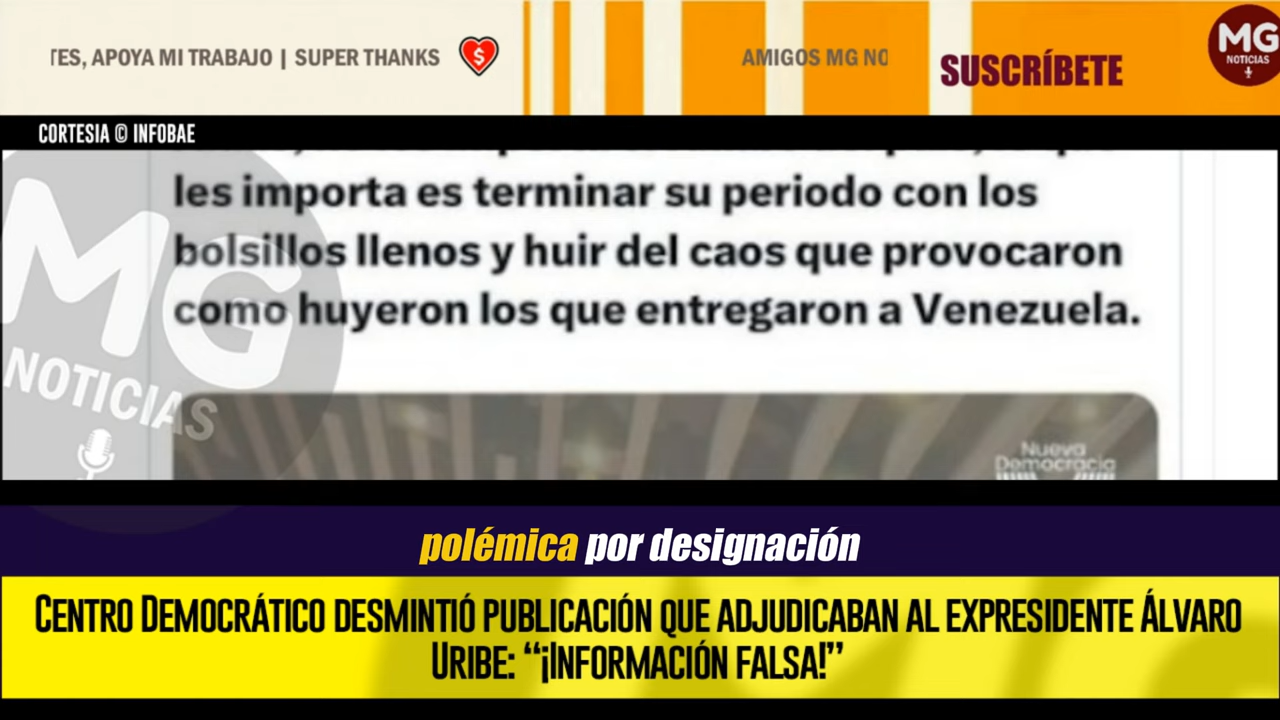 TES, APOYA MI TRABAJO | SUPER THANKS
AMIGOS MG NO
SUSCRÍBETE
MG
NOTICIAS
CORTESIA © INFOBAE
les importa es terminar su periodo con los
bolsillos llenos y huir del caos que provocaron
como huyeron los que entregaron a Venezuela.
MG
NOTICIAS
Nueva
Democracia
polémica por designación
CENTRO DEMOCRÁTICO DESMINTIÓ PUBLICACIÓN QUE ADJUDICABAN AL EXPRESIDENTE ÁLVARO
URIBE: “¡INFORMACIÓN FALSA!”